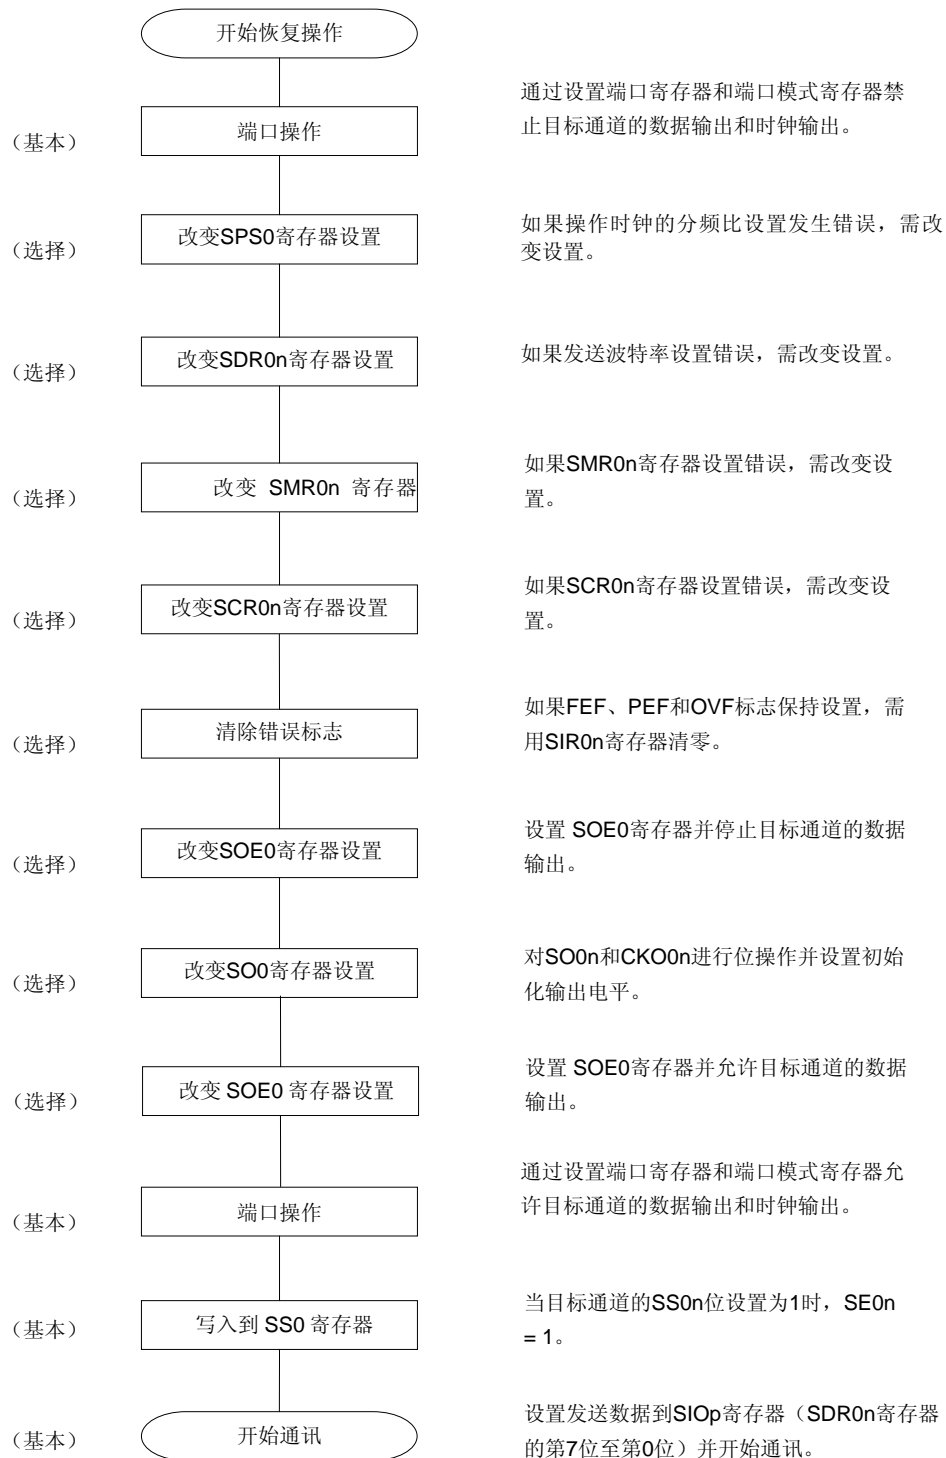 开始恢复操作
通过设置端口寄存器和端口模式寄存器禁
止目标通道的数据输出和时钟输出。
（基本）
端口操作
（选择）
改变SPS0寄存器设置
如果操作时钟的分频比设置发生错误，需改
变设置。
（选择）
改变SDR0n寄存器设置
如果发送波特率设置错误，需改变设置。
（选择）
改变 SMR0n 寄存器
如果SMR0n寄存器设置错误，需改变设
置。
（选择）
改变SCR0n寄存器设置
如果SCR0n寄存器设置错误，需改变设
置。
（选择）
清除错误标志
如果FEF、PEF和OVF标志保持设置，需
用SIR0n寄存器清零。
（选择）
改变SOE0寄存器设置
设置 SOE0寄存器并停止目标通道的数据
输出。
（选择）
改变SO0寄存器设置
对SO0n和CKO0n进行位操作并设置初始
化输出电平。
（选择）
改变 SOE0 寄存器设置
设置 SOE0寄存器并允许目标通道的数据
输出。
（基本）
端口操作
通过设置端口寄存器和端口模式寄存器允
许目标通道的数据输出和时钟输出。
（基本）
写入到 SS0 寄存器
当目标通道的SS0n位设置为1时，SE0n
= 1。
（基本）
开始通讯
设置发送数据到SIOp寄存器（SDR0n寄存器
的第7位至第0位）并开始通讯。